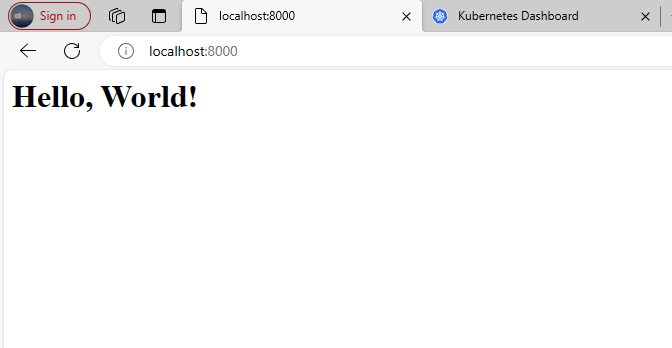 Sign in
localhost:8000
Kubernetes Dashboard
localhost:8000
Hello, World!